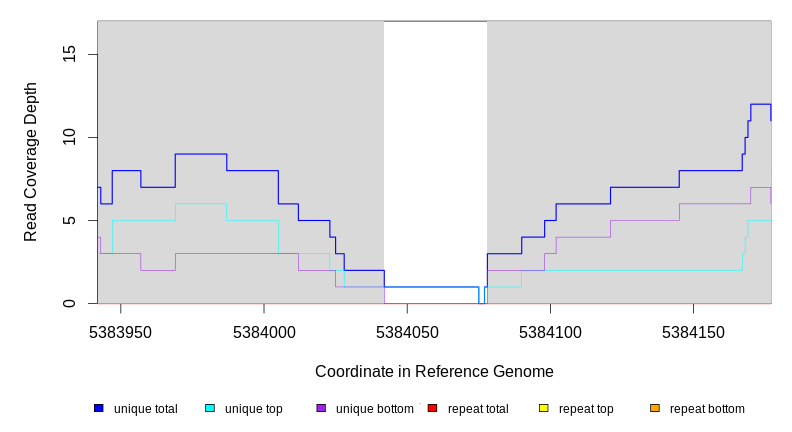 Read Coverage Depth
15
10
5
0
5383950 5384000 5384050 5384100 5384150
Coordinate in Reference Genome
unique total unique top unique bottom repeat total repeat top repeat bottom